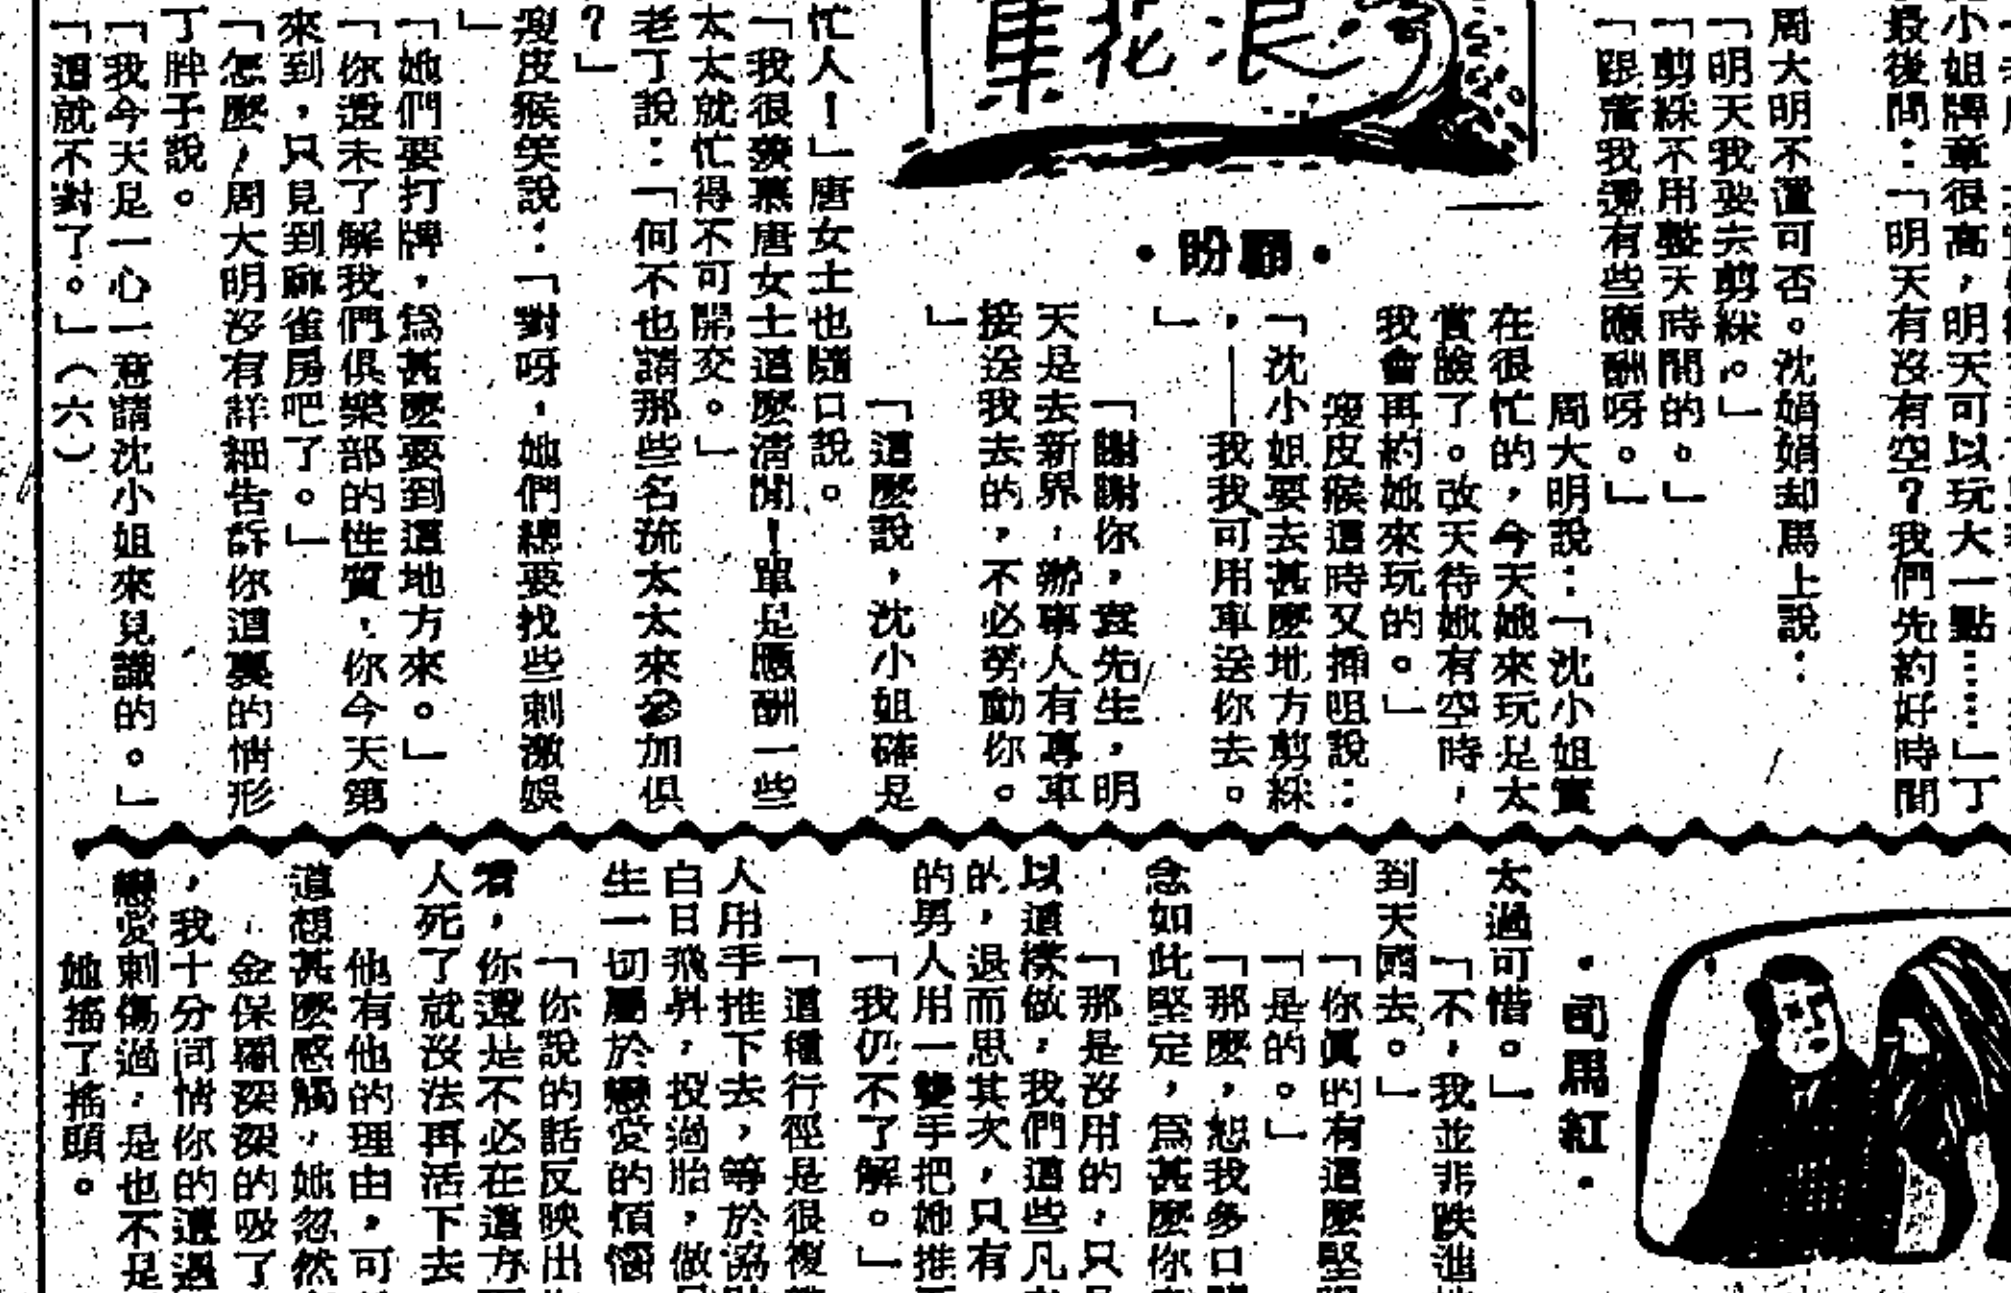 小姐牌章很高，明天可以玩大一點……」丁
最後問：「明天有沒有空？我們先約好時間
周大明不置可否。沈娟娟却馬上說：
「明天我要去剪綵。」
「剪綵不用整天時間的。」
「跟着我還有些應酬呀。」
周大明說：「沈小姐實
在很忙的，今天她來玩是太
賞臉了。改天待她有空時，
我會再約她來玩的。」
瘦皮猴這時又插咀說：
「沈小姐要去甚麼地方剪綵
，——我我可用車送你去。
」
「謝謝你，袁先生，明
天是去新界，辦事人有專車
接送我去的，不必勞動你。
」
「這麼說，沈小姐確是
浪花集
·顧盼·
忙人！」唐女士也隨口說。
「我很羨慕唐女士這麼清閒！單是應酬一些
太太就忙得不可開交。」
老丁說：「何不也請那些名流太太來參加俱
？」
瘦皮猴笑說：「對呀，她們總要找些刺激娛
」
「她們要打牌，爲甚麼要到這地方來。」
「你還未了解我們俱樂部的性質，你今天第
來到，只見到麻雀房吧了。」
「怎麼，周大明沒有詳細告訴你這裏的情形
丁胖子說。
「我今天是一心一意請沈小姐來見識的。」
「這就不對了。」（六）
·司馬紅·
太過可惜。」
「不，我並非跌
到天國去。」
「你眞的有這麼堅
「是的。」
「那麼，恕我多口
念如此堅定，爲甚麼你
「那是沒用的，只
以這樣做，我們這些凡
的，退而思其次，只有
的男人用一雙手把她推
「我仍不了解。」
「這種行徑是很複
人用手推下去，等於
白日飛昇，投過胎，做
生一切屬於戀愛的煩惱
「你說的話反映出
看，你還是不必在這方
人死了就沒法再活下去
他有他的理由，可
道想甚麼感觸，她忽然
金保羅深深的吸了
，我十分同情你的遭遇
戀愛刺傷過，是也不是
她搖了搖頭。